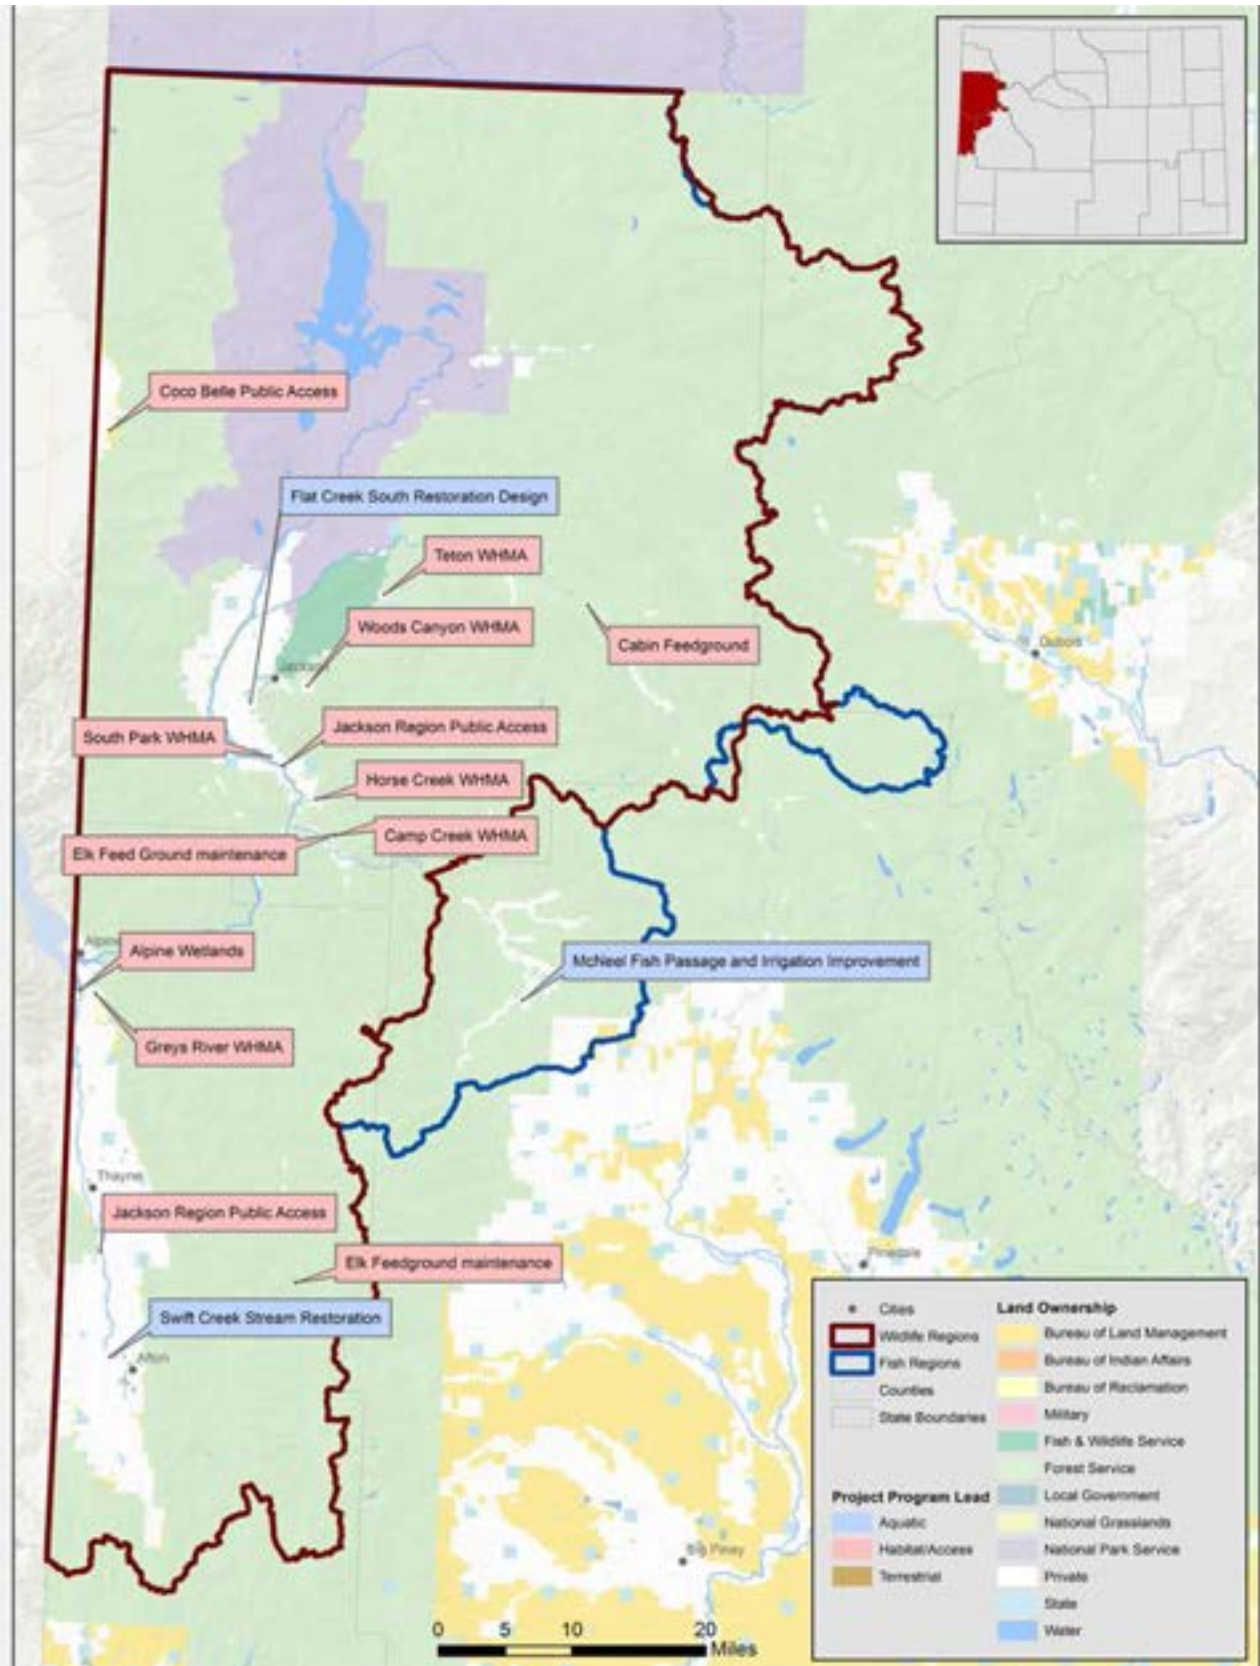 Coco Belle Public Access
Flat Creek South Restoration Design
Teton WHMA
Woods Canyon WHMA
Cabin Feedground
Dubois
Jackson
South Park WHMA
Jackson Region Public Access
Horse Creek WHMA
Camp Creek WHMA
Elk Feed Ground maintenance
Alpine
Alpine Wetlands
McNeel Fish Passage and Irrigation Improvement
Greys River WHMA
Thayne
Jackson Region Public Access
Elk Feedground maintenance
Pinedale
Swift Creek Stream Restoration
Afton
Big Piney
0 5 10 20
Miles
Cities
Wildlife Regions
Fish Regions
Counties
State Boundaries
Project Program Lead
Aquatic
Habitat/Access
Terrestrial
Land Ownership
Bureau of Land Management
Bureau of Indian Affairs
Bureau of Reclamation
Military
Fish & Wildlife Service
Forest Service
Local Government
National Grasslands
National Park Service
Private
State
Water